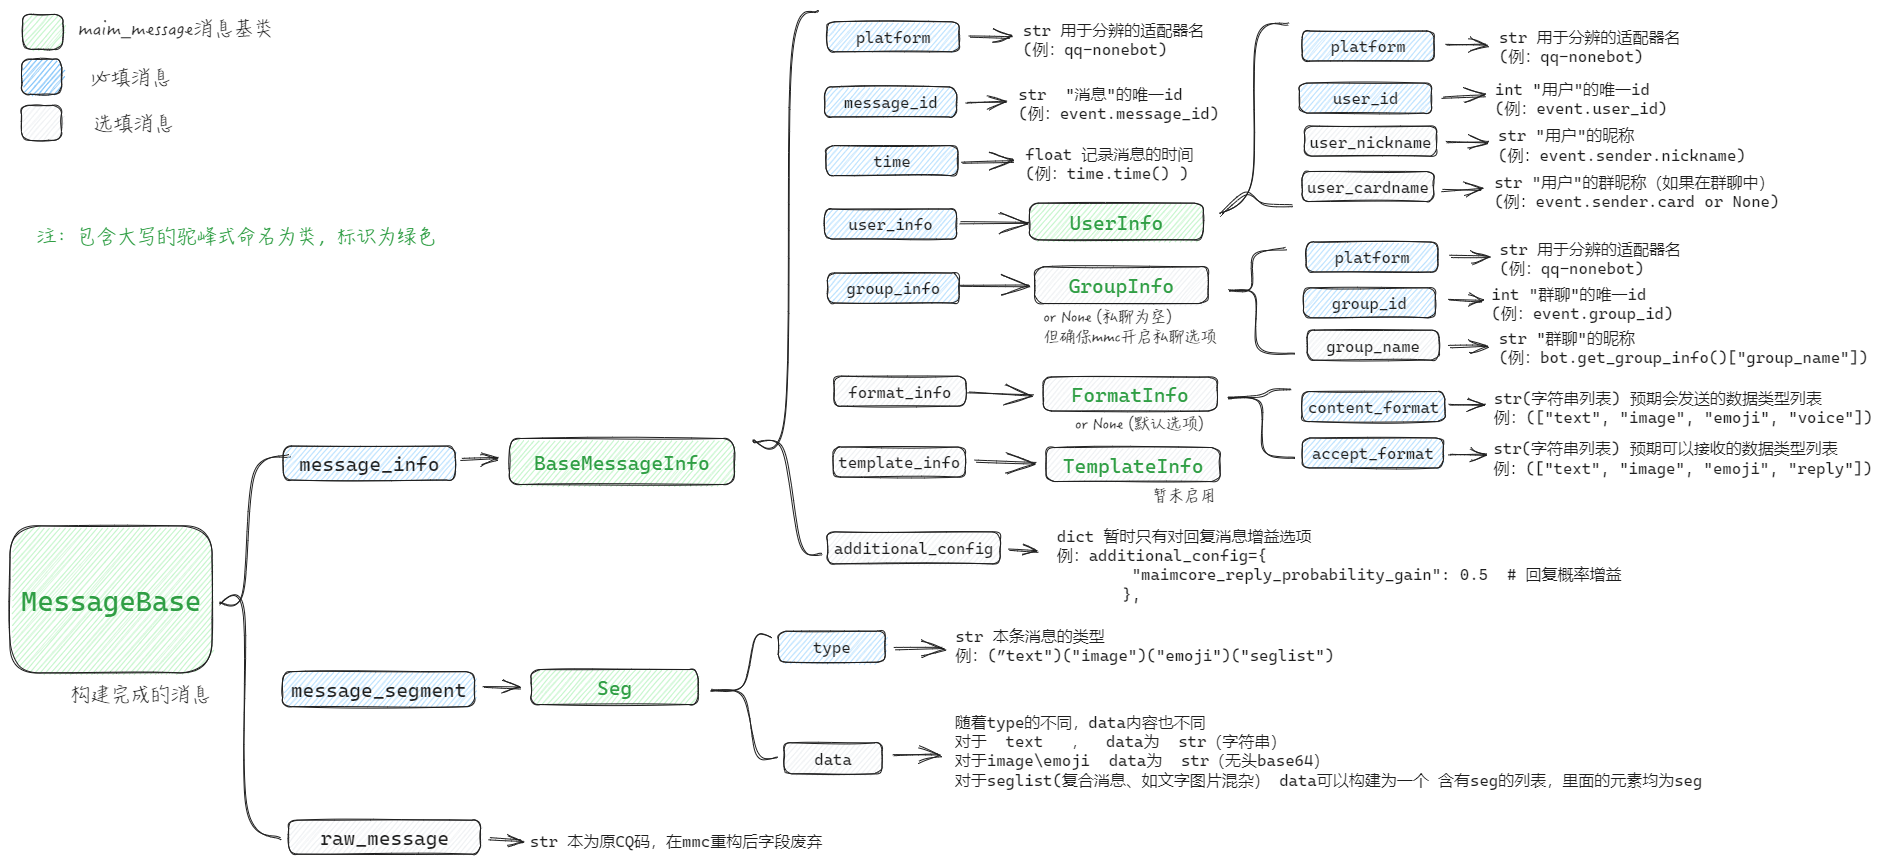 maim_message消息基类
必填消息
选填消息
注：包含大写的驼峰式命名为类，标识为绿色
MessageBase
构建完成的消息
message_info
BaseMessageInfo
platform
str 用于分辨的适配器名
(例：qq-nonebot)
message_id
str "消息"的唯一id
(例：event.message_id)
time
float 记录消息的时间
(例：time.time() )
user_info
UserInfo
platform
str 用于分辨的适配器名
(例：qq-nonebot)
user_id
int "用户"的唯一id
(例：event.user_id)
user_nickname
str "用户"的昵称
(例：event.sender.nickname)
user_cardname
str "用户"的群昵称（如果在群聊中）
(例：event.sender.card or None)
group_info
GroupInfo
or None (私聊为空)
但确保mmc开启私聊选项
platform
str 用于分辨的适配器名
(例：qq-nonebot)
group_id
int "群聊"的唯一id
(例：event.group_id)
group_name
str "群聊"的昵称
(例：bot.get_group_info()["group_name"])
format_info
FormatInfo
or None (默认选项)
content_format
str(字符串列表) 预期会发送的数据类型列表
例：(["text", "image", "emoji", "voice"])
accept_format
str(字符串列表) 预期可以接收的数据类型列表
例：(["text", "image", "emoji", "reply"])
template_info
TemplateInfo
暂未启用
additional_config
dict 暂时只有对回复消息增益选项
例：additional_config={
"maimcore_reply_probability_gain": 0.5 # 回复概率增益
},
message_segment
Seg
type
str 本条消息的类型
例：(”text")("image")("emoji")("seglist")
data
随着type的不同，data内容也不同
对于 text ， data为 str（字符串）
对于image\emoji data为 str（无头base64）
对于seglist(复合消息、如文字图片混杂） data可以构建为一个 含有seg的列表，里面的元素均为seg
raw_message
str 本为原CQ码，在mmc重构后字段废弃